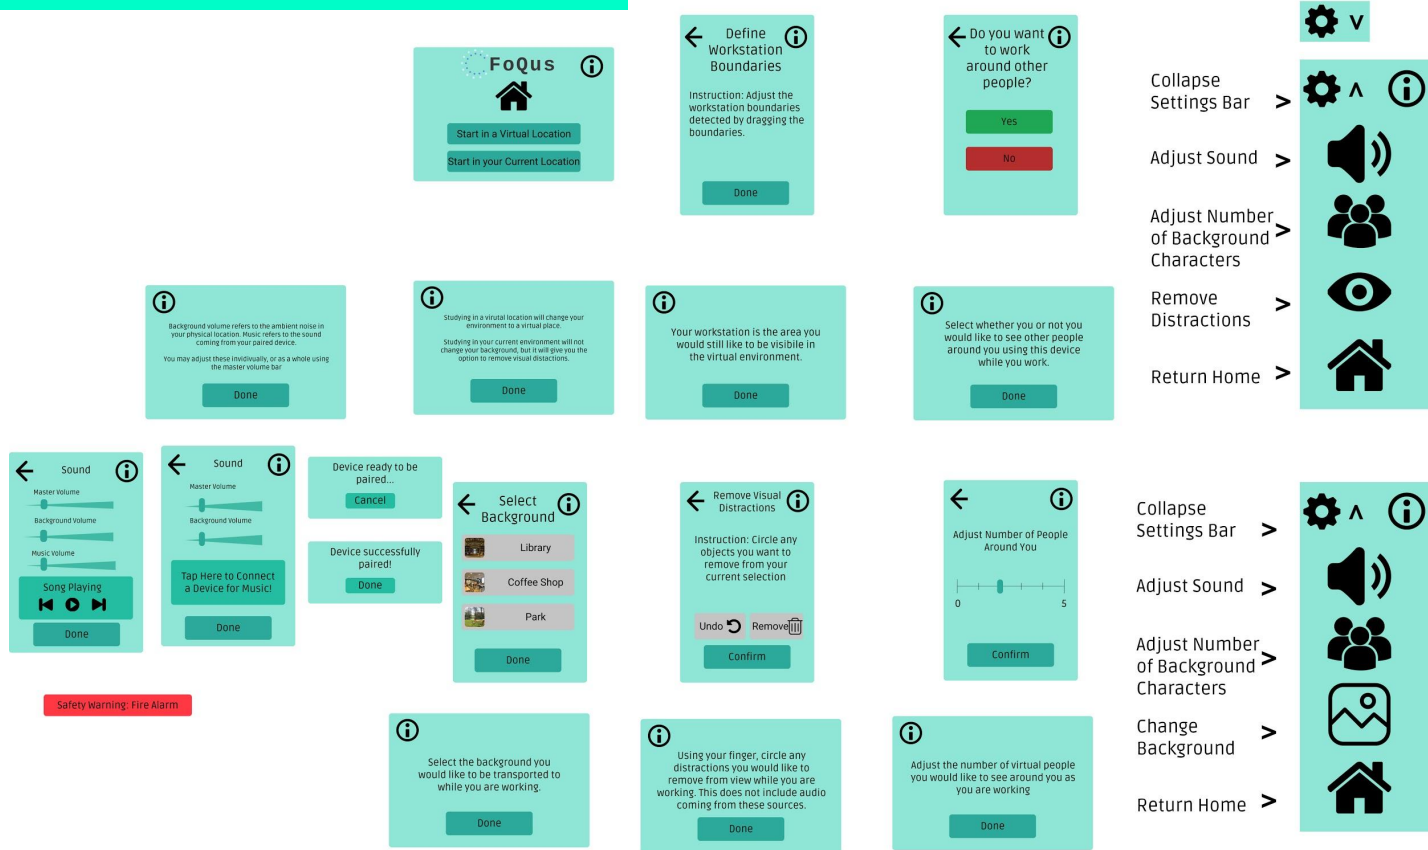 FoQus
Start in a Virtual Location
Start in your Current Location
Define
Workstation
Boundaries
Instruction: Adjust the
workstation boundaries
detected by dragging the
boundaries.
Done
Do you want
to work
around other
people?
Yes
No
v
Collapse
Settings Bar >
^
Adjust Sound >
Adjust Number
of Background >
Characters
Remove
Distractions >
Return Home >
Background volume refers to the ambient noise in
your physical location. Music refers to the sound
coming from your paired device.
You may adjust these invidivually, or as a whole using
the master volume bar
Done
Studying in a virutal location will change your
environment to a virtual place.
Studying in your current environment will not
change your background, but it will give you the
option to remove visual distactions.
Done
Your workstation is the area you
would still like to be visibile in
the virtual environment.
Done
Select whether you or not you
would like to see other people
around you using this device
while you work.
Done
Sound
Master Volume
Background Volume
Music Volume
Song Playing
Done
Sound
Master Volume
Background Volume
Tap Here to Connect
a Device for Music!
Done
Device ready to be
paired...
Cancel
Device successfully
paired!
Done
Select
Background
Library
Coffee Shop
Park
Done
Remove Visual
Distractions
Instruction: Circle any
objects you want to
remove from your
current selection
Undo
Remove
Confirm
Adjust Number of People
Around You
0 5
Confirm
Collapse
Settings Bar >
^
Adjust Sound >
Adjust Number
of Background >
Characters
Change
Background >
Return Home >
Safety Warning: Fire Alarm
Select the background you
would like to be transported to
while you are working.
Done
Using your finger, circle any
distractions you would like to
remove from view while you are
working. This does not include audio
coming from these sources.
Done
Adjust the number of virtual people
you would like to see around you as
you are working
Done